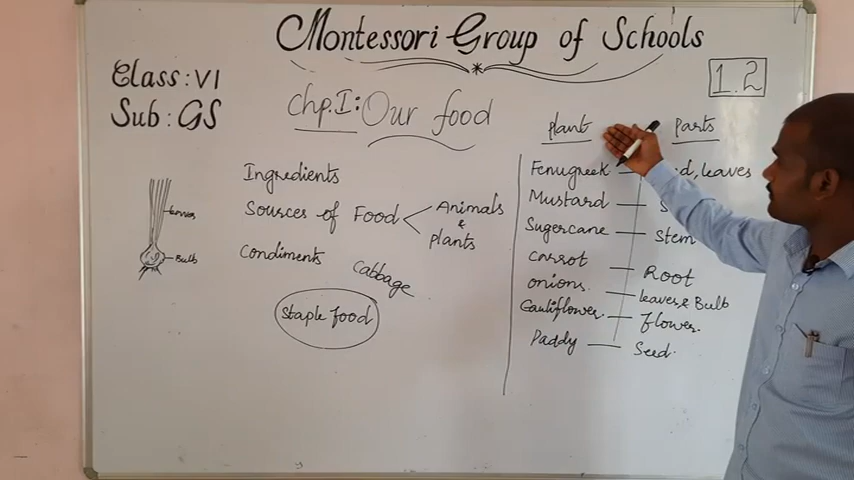 Montessori Group of Schools
Class: VI
Sub: GS
1.2
Chp.I: Our food
Ingredients
Sources of Food
Animals
&
plants
Condiments
Cabbage
Staple food
Leaves
Bulb
plant Parts
Fenugreek leaves
Mustard
Sugercane Stem
Carrot Root
onions. leaves & Bulb
Cauliflower. flower.
Paddy Seed.